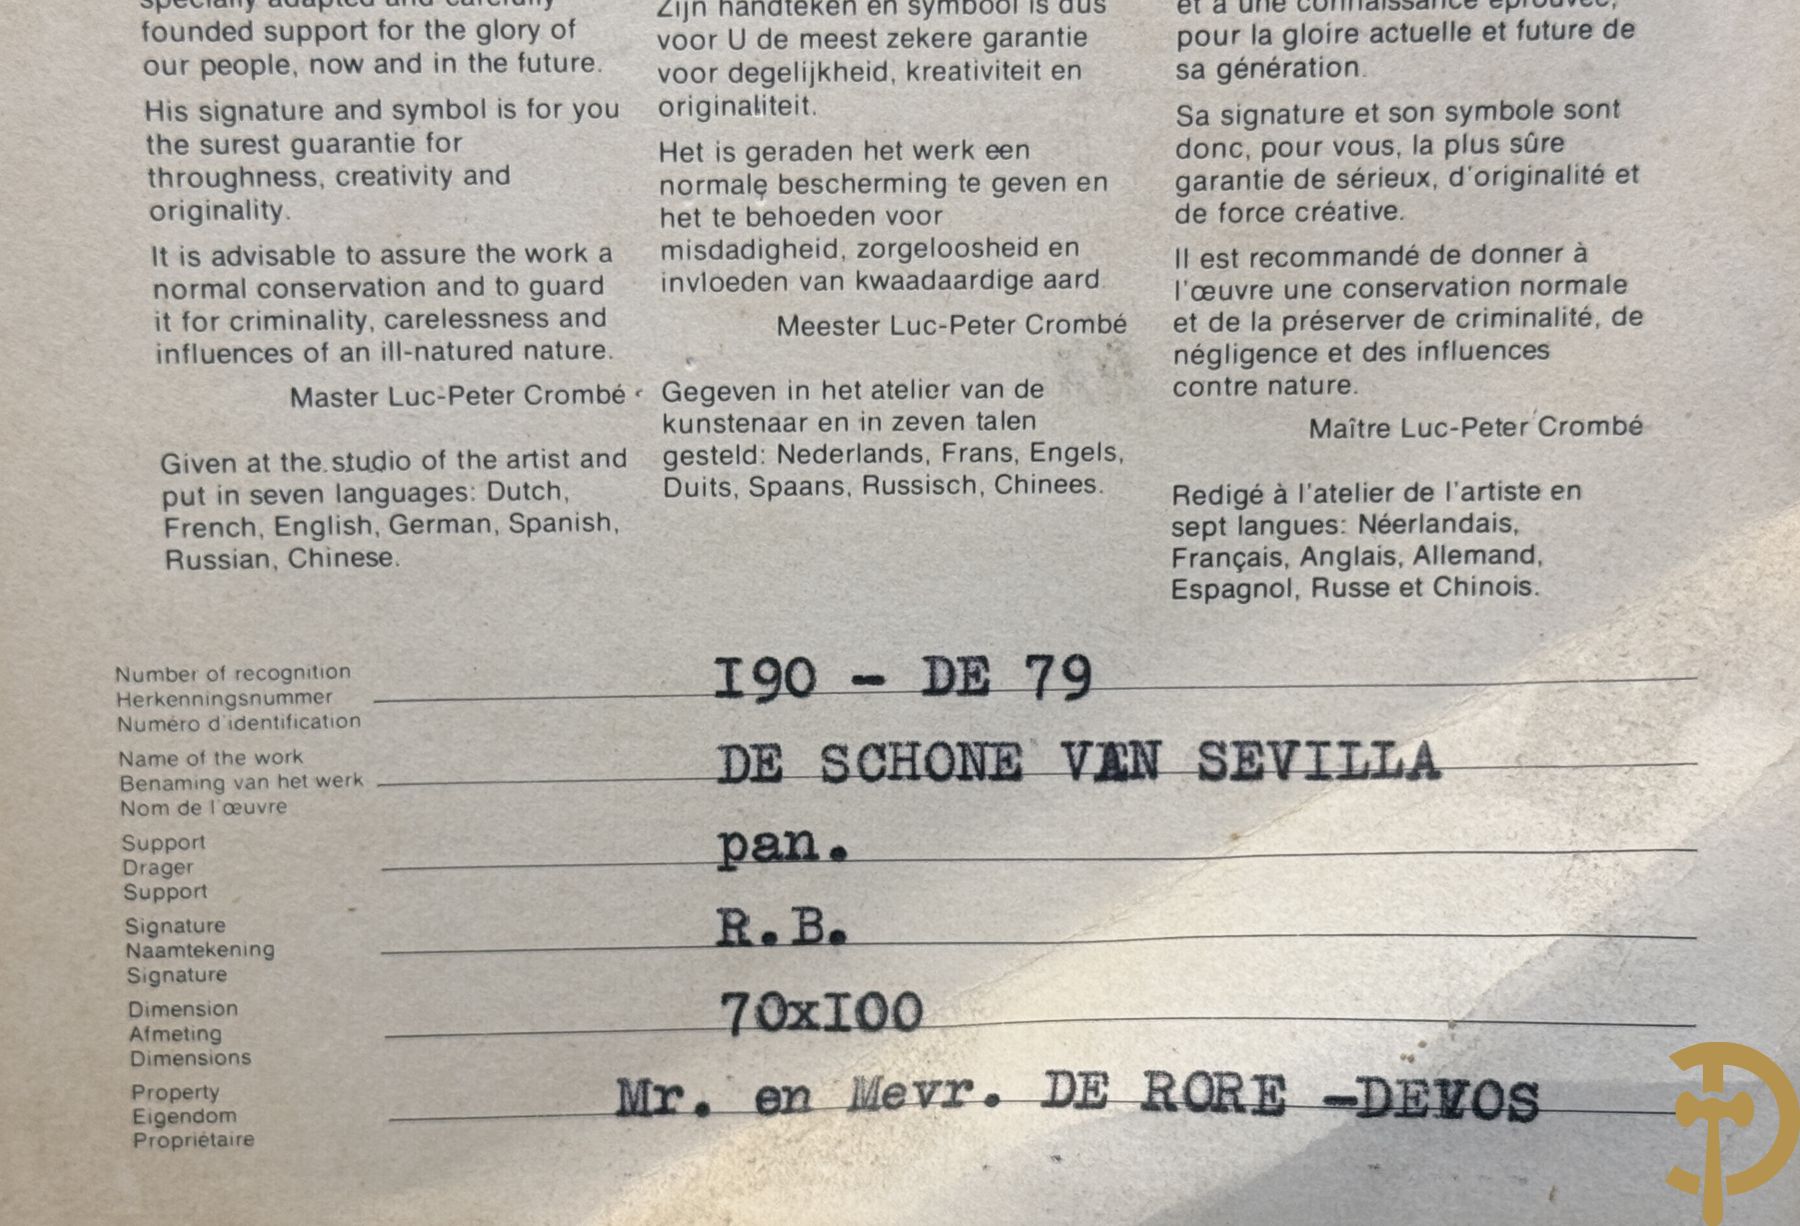 specially adapted and carefully
founded support for the glory of
our people, now and in the future.
His signature and symbol is for you
the surest guarantie for
throughness, creativity and
originality.
It is advisable to assure the work a
normal conservation and to guard
it for criminality, carelessness and
influences of an ill-natured nature.
Master Luc-Peter Crombé
Given at the studio of the artist and
put in seven languages: Dutch,
French, English, German, Spanish,
Russian, Chinese.
Zijn handteken en symbool is dus
voor U de meest zekere garantie
voor degelijkheid, kreativiteit en
originaliteit.
Het is geraden het werk een
normale bescherming te geven en
het te behoeden voor
misdadigheid, zorgeloosheid en
invloeden van kwaadaardige aard.
Meester Luc-Peter Crombé
Gegeven in het atelier van de
kunstenaar en in zeven talen
gesteld: Nederlands, Frans, Engels,
Duits, Spaans, Russisch, Chinees.
et à une connaissance éprouvée,
pour la gloire actuelle et future de
sa génération.
Sa signature et son symbole sont
donc, pour vous, la plus sûre
garantie de sérieux, d'originalité et
de force créative.
Il est recommandé de donner à
l'œuvre une conservation normale
et de la préserver de criminalité, de
négligence et des influences
contre nature.
Maître Luc-Peter Crombé
Redigé à l'atelier de l'artiste en
sept langues: Néerlandais,
Français, Anglais, Allemand,
Espagnol, Russe et Chinois.
Number of recognition
Herkenningsnummer
Numéro d'identification
I90 - DE 79
Name of the work
Benaming van het werk
Nom de l'œuvre
DE SCHONE VAN SEVILLA
Support
Drager
Support
pan.
Signature
Naamtekening
Signature
R.B.
Dimension
Afmeting
Dimensions
70xI00
Property
Eigendom
Propriétaire
Mr. en Mevr. DE RORE -DEVOS